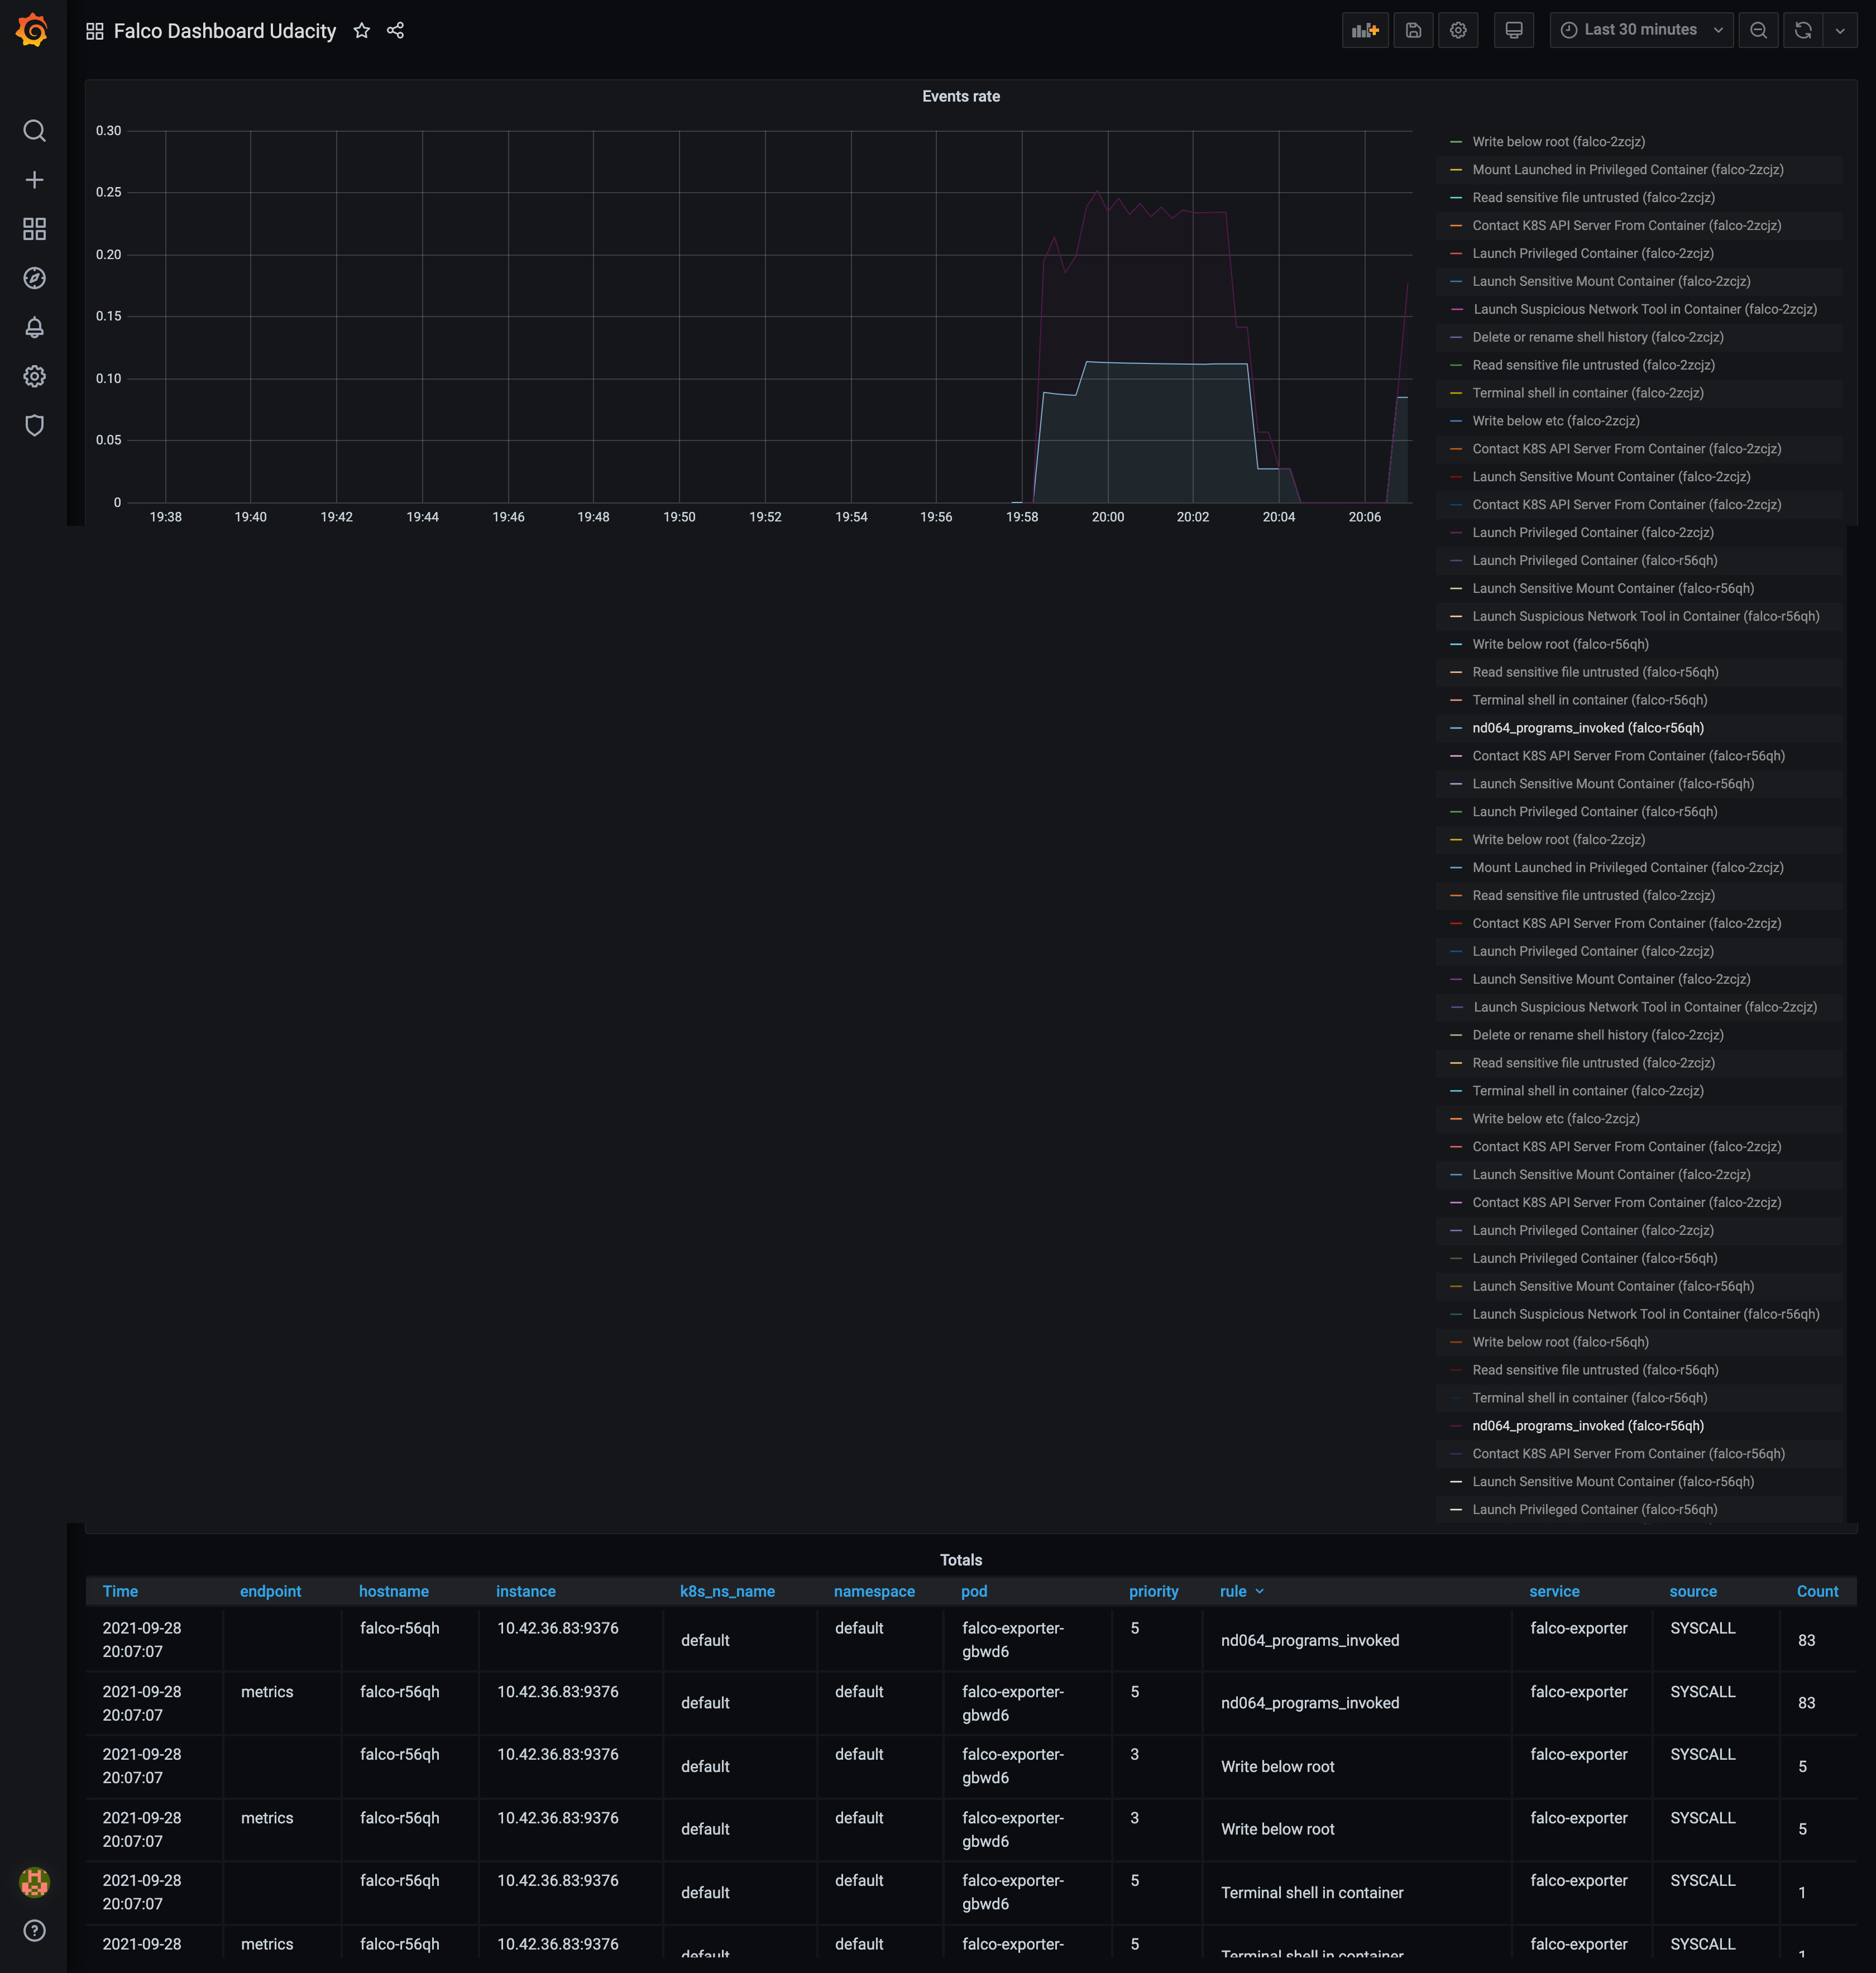 Falco Dashboard Udacity
Last 30 minutes
Events rate
0.30
0.25
0.20
0.15
0.10
0.05
0
19:38 19:40 19:42 19:44 19:46 19:48 19:50 19:52 19:54 19:56 19:58 20:00 20:02 20:04 20:06
Write below root (falco-2zcjz)
Mount Launched in Privileged Container (falco-2zcjz)
Read sensitive file untrusted (falco-2zcjz)
Contact K8S API Server From Container (falco-2zcjz)
Launch Privileged Container (falco-2zcjz)
Launch Sensitive Mount Container (falco-2zcjz)
Launch Suspicious Network Tool in Container (falco-2zcjz)
Delete or rename shell history (falco-2zcjz)
Read sensitive file untrusted (falco-2zcjz)
Terminal shell in container (falco-2zcjz)
Write below etc (falco-2zcjz)
Contact K8S API Server From Container (falco-2zcjz)
Launch Sensitive Mount Container (falco-2zcjz)
Contact K8S API Server From Container (falco-2zcjz)
Launch Privileged Container (falco-2zcjz)
Launch Privileged Container (falco-r56qh)
Launch Sensitive Mount Container (falco-r56qh)
Launch Suspicious Network Tool in Container (falco-r56qh)
Write below root (falco-r56qh)
Read sensitive file untrusted (falco-r56qh)
Terminal shell in container (falco-r56qh)
nd064_programs_invoked (falco-r56qh)
Contact K8S API Server From Container (falco-r56qh)
Launch Sensitive Mount Container (falco-r56qh)
Launch Privileged Container (falco-r56qh)
Write below root (falco-2zcjz)
Mount Launched in Privileged Container (falco-2zcjz)
Read sensitive file untrusted (falco-2zcjz)
Contact K8S API Server From Container (falco-2zcjz)
Launch Privileged Container (falco-2zcjz)
Launch Sensitive Mount Container (falco-2zcjz)
Launch Suspicious Network Tool in Container (falco-2zcjz)
Delete or rename shell history (falco-2zcjz)
Read sensitive file untrusted (falco-2zcjz)
Terminal shell in container (falco-2zcjz)
Write below etc (falco-2zcjz)
Contact K8S API Server From Container (falco-2zcjz)
Launch Sensitive Mount Container (falco-2zcjz)
Contact K8S API Server From Container (falco-2zcjz)
Launch Privileged Container (falco-2zcjz)
Launch Privileged Container (falco-r56qh)
Launch Sensitive Mount Container (falco-r56qh)
Launch Suspicious Network Tool in Container (falco-r56qh)
Write below root (falco-r56qh)
Read sensitive file untrusted (falco-r56qh)
Terminal shell in container (falco-r56qh)
nd064_programs_invoked (falco-r56qh)
Contact K8S API Server From Container (falco-r56qh)
Launch Sensitive Mount Container (falco-r56qh)
Launch Privileged Container (falco-r56qh)
Totals
Time endpoint hostname instance k8s_ns_name namespace pod priority rule service source Count
2021-09-28 20:07:07 falco-r56qh 10.42.36.83:9376 default default falco-exporter-gbwd6 5 nd064_programs_invoked falco-exporter SYSCALL 83
2021-09-28 20:07:07 metrics falco-r56qh 10.42.36.83:9376 default default falco-exporter-gbwd6 5 nd064_programs_invoked falco-exporter SYSCALL 83
2021-09-28 20:07:07 falco-r56qh 10.42.36.83:9376 default default falco-exporter-gbwd6 3 Write below root falco-exporter SYSCALL 5
2021-09-28 20:07:07 metrics falco-r56qh 10.42.36.83:9376 default default falco-exporter-gbwd6 3 Write below root falco-exporter SYSCALL 5
2021-09-28 20:07:07 falco-r56qh 10.42.36.83:9376 default default falco-exporter-gbwd6 5 Terminal shell in container falco-exporter SYSCALL 1
2021-09-28 metrics falco-r56qh 10.42.36.83:9376 default default falco-exporter- 5 Terminal shell in container falco-exporter SYSCALL 1